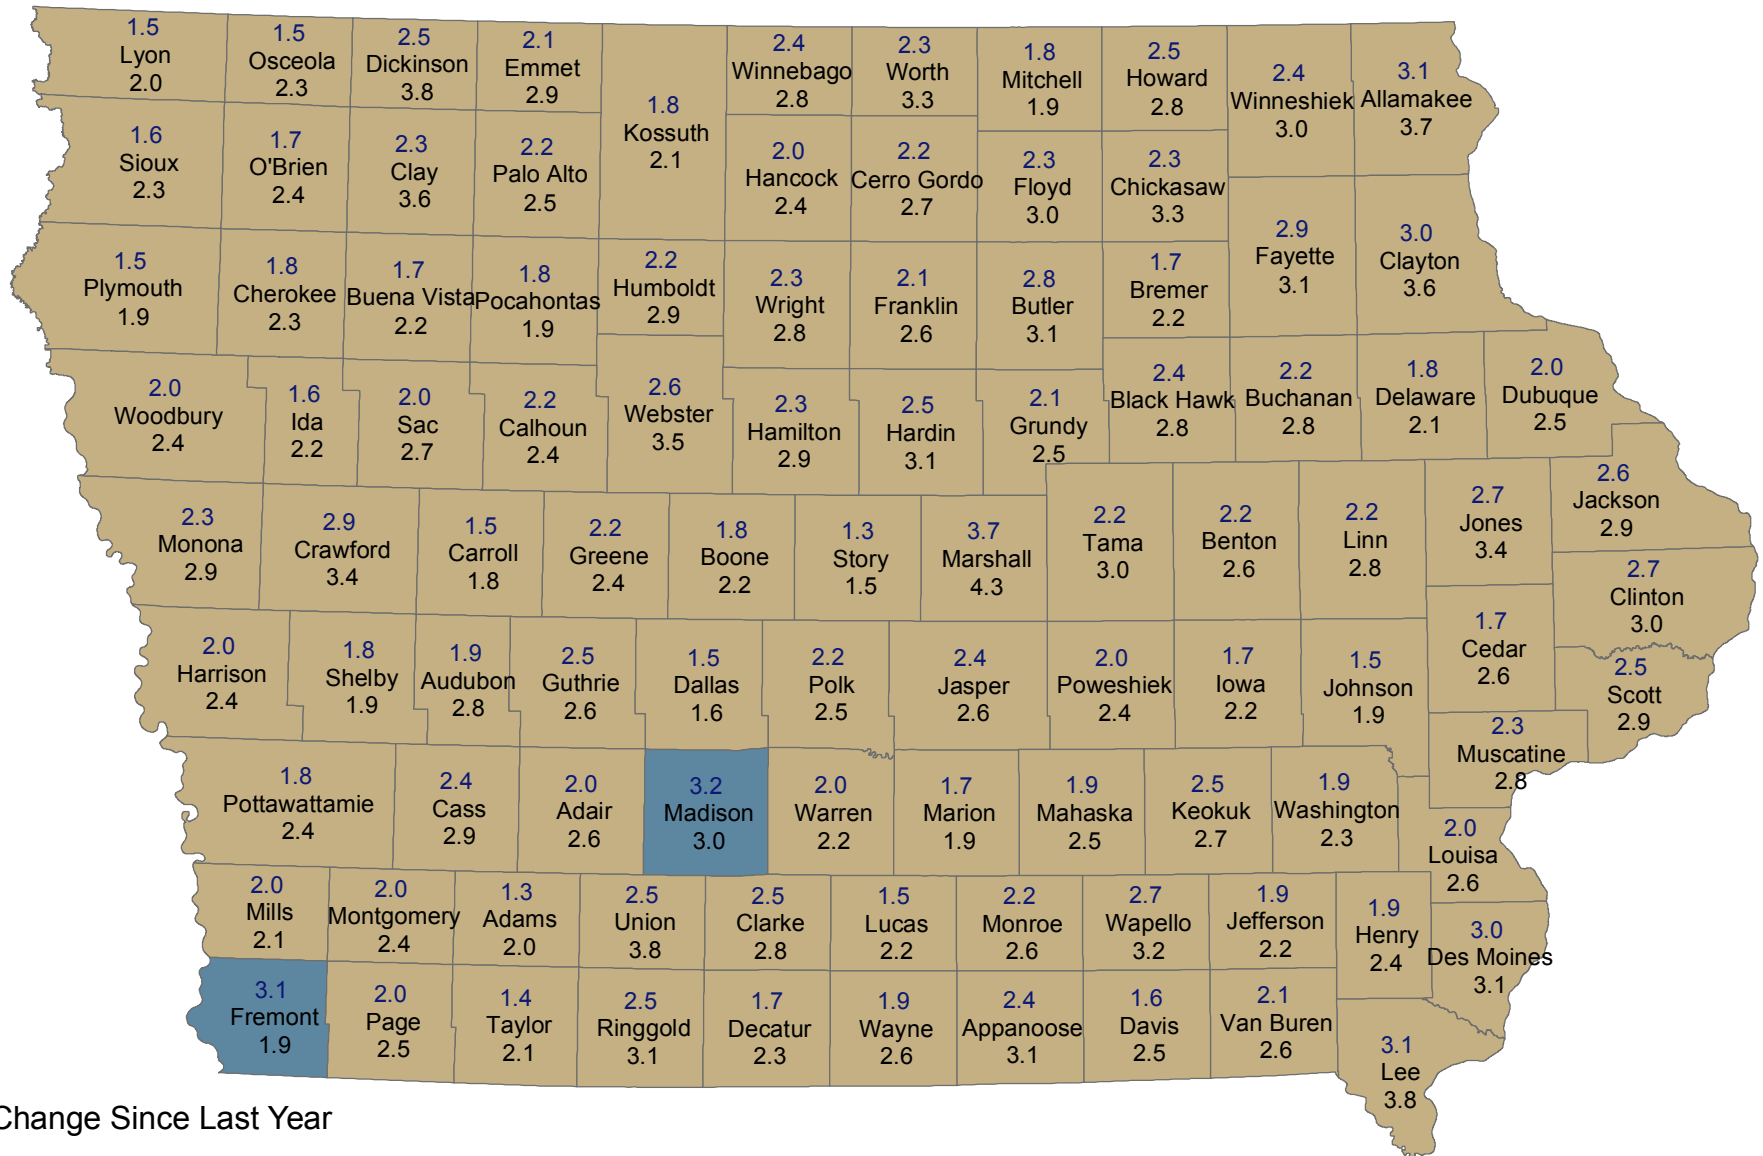 1.5
Lyon
2.0
1.5
Osceola
2.3
2.5
Dickinson
3.8
2.1
Emmet
2.9
1.8
Kossuth
2.1
2.4
Winnebago
2.8
2.3
Worth
3.3
1.8
Mitchell
1.9
2.5
Howard
2.8
2.4
Winneshiek
3.0
3.1
Allamakee
3.7
1.6
Sioux
2.3
1.7
O'Brien
2.4
2.3
Clay
3.6
2.2
Palo Alto
2.5
2.0
Hancock
2.4
2.2
Cerro Gordo
2.7
2.3
Floyd
3.0
2.3
Chickasaw
3.3
1.5
Plymouth
1.9
1.8
Cherokee
2.3
1.7
Buena Vista
2.2
1.8
Pocahontas
1.9
2.2
Humboldt
2.9
2.3
Wright
2.8
2.1
Franklin
2.6
2.8
Butler
3.1
1.7
Bremer
2.2
2.9
Fayette
3.1
3.0
Clayton
3.6
2.0
Woodbury
2.4
1.6
Ida
2.2
2.0
Sac
2.7
2.2
Calhoun
2.4
2.6
Webster
3.5
2.3
Hamilton
2.9
2.5
Hardin
3.1
2.1
Grundy
2.5
2.4
Black Hawk
2.8
2.2
Buchanan
2.8
1.8
Delaware
2.1
2.0
Dubuque
2.5
2.3
Monona
2.9
2.9
Crawford
3.4
1.5
Carroll
1.8
2.2
Greene
2.4
1.8
Boone
2.2
1.3
Story
1.5
3.7
Marshall
4.3
2.2
Tama
3.0
2.2
Benton
2.6
2.2
Linn
2.8
2.7
Jones
3.4
2.6
Jackson
2.9
2.7
Clinton
3.0
2.0
Harrison
2.4
1.8
Shelby
1.9
1.9
Audubon
2.8
2.5
Guthrie
2.6
1.5
Dallas
1.6
2.2
Polk
2.5
2.4
Jasper
2.6
2.0
Poweshiek
2.4
1.7
Iowa
2.2
1.5
Johnson
1.9
1.7
Cedar
2.6
2.5
Scott
2.9
2.3
Muscatine
2.8
1.8
Pottawattamie
2.4
2.4
Cass
2.9
2.0
Adair
2.6
3.2
Madison
3.0
2.0
Warren
2.2
1.7
Marion
1.9
1.9
Mahaska
2.5
2.5
Keokuk
2.7
1.9
Washington
2.3
2.0
Louisa
2.6
2.0
Mills
2.1
2.0
Montgomery
2.4
1.3
Adams
2.0
2.5
Union
3.8
2.5
Clarke
2.8
1.5
Lucas
2.2
2.2
Monroe
2.6
2.7
Wapello
3.2
1.9
Jefferson
2.2
1.9
Henry
2.4
3.0
Des Moines
3.1
3.1
Fremont
1.9
2.0
Page
2.5
1.4
Taylor
2.1
2.5
Ringgold
3.1
1.7
Decatur
2.3
1.9
Wayne
2.6
2.4
Appanoose
3.1
1.6
Davis
2.5
2.1
Van Buren
2.6
3.1
Lee
3.8
Change Since Last Year